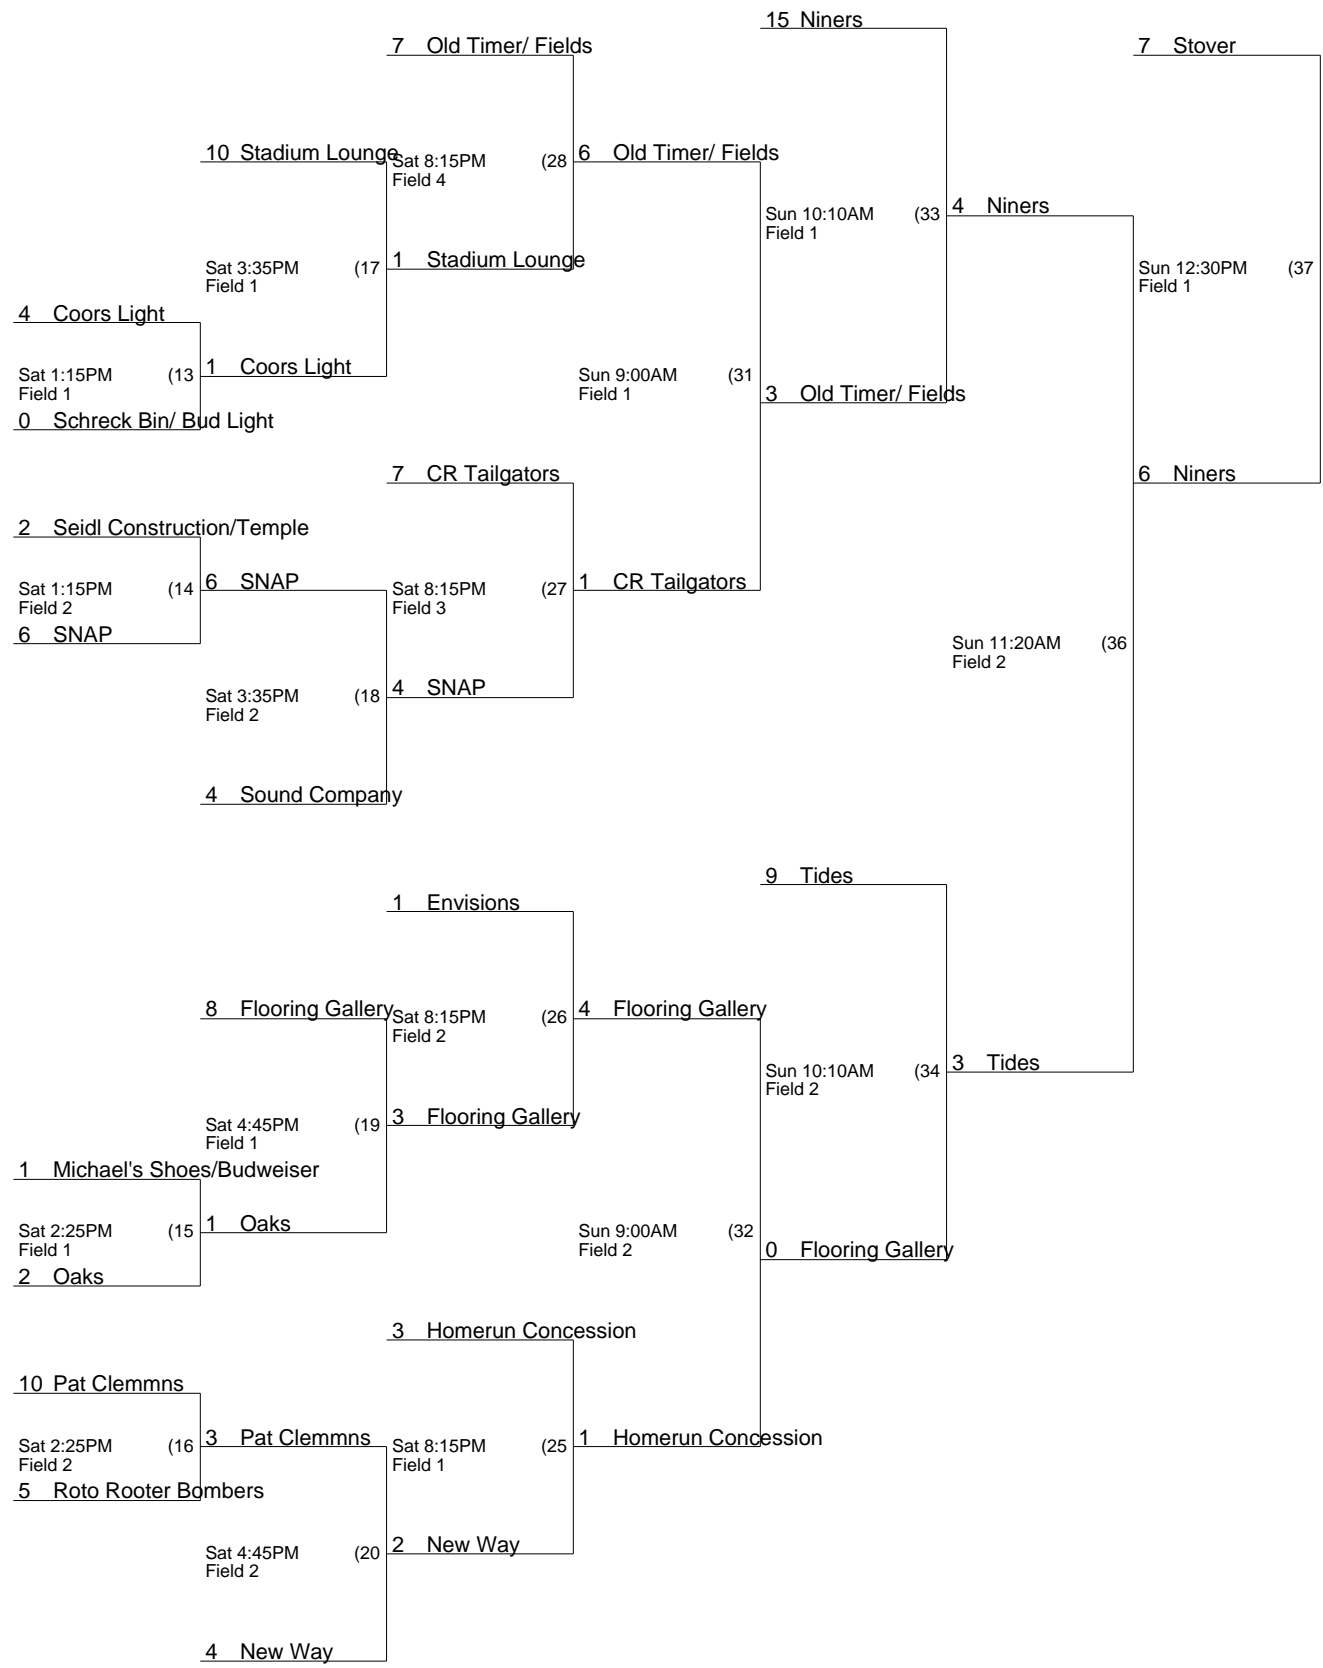 15 Niners
7 Old Timer/ Fields
7 Stover
10 Stadium Lounge
Sat 8:15PM (28
Field 4
6 Old Timer/ Fields
Sun 10:10AM (33
Field 1
4 Niners
Sat 3:35PM (17
Field 1
1 Stadium Lounge
Sun 12:30PM (37
Field 1
4 Coors Light
Sat 1:15PM (13
Field 1
1 Coors Light
Sun 9:00AM (31
Field 1
3 Old Timer/ Fields
0 Schreck Bin/ Bud Light
7 CR Tailgators
6 Niners
2 Seidl Construction/Temple
Sat 1:15PM (14
Field 2
6 SNAP
Sat 8:15PM (27
Field 3
1 CR Tailgators
6 SNAP
Sun 11:20AM (36
Field 2
Sat 3:35PM (18
Field 2
4 SNAP
4 Sound Company
9 Tides
1 Envisions
8 Flooring Gallery
Sat 8:15PM (26
Field 2
4 Flooring Gallery
Sun 10:10AM (34
Field 2
3 Tides
Sat 4:45PM (19
Field 1
3 Flooring Gallery
1 Michael's Shoes/Budweiser
Sat 2:25PM (15
Field 1
1 Oaks
Sun 9:00AM (32
Field 2
0 Flooring Gallery
2 Oaks
3 Homerun Concession
10 Pat Clemmns
Sat 2:25PM (16
Field 2
3 Pat Clemmns
Sat 8:15PM (25
Field 1
1 Homerun Concession
5 Roto Rooter Bombers
Sat 4:45PM (20
Field 2
2 New Way
4 New Way